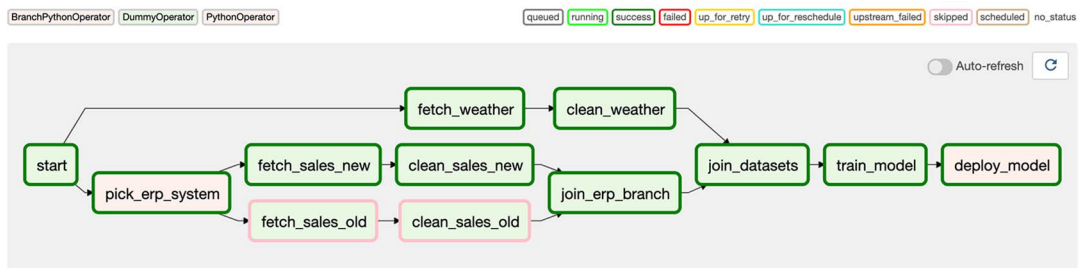 BranchPythonOperator DummyOperator PythonOperator queued running success failed up_for_retry up_for_reschedule upstream_failed skipped scheduled no_status
Auto-refresh
fetch_weather clean_weather
start fetch_sales_new clean_sales_new join_datasets train_model deploy_model
pick_erp_system join_erp_branch
fetch_sales_old clean_sales_old